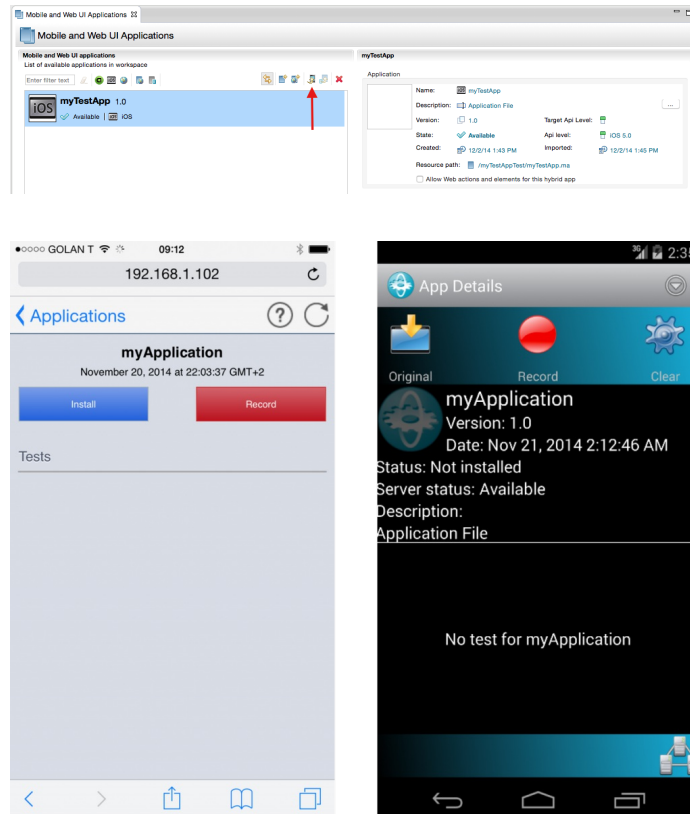 Mobile and Web UI Applications
Mobile and Web UI Applications
Mobile and Web UI applications
List of available applications in workspace
Enter filter text
iOS
myTestApp 1.0
Available | iOS iOS
myTestApp
Application
Name: iOS myTestApp
Description: Application File
...
Version: 1.0 Target Api Level:
State: Available Api level: iOS 5.0
Created: 12/2/14 1:43 PM Imported: 12/2/14 1:45 PM
Resource path: /myTestAppTest/myTestApp.ma
Allow Web actions and elements for this hybrid app
GOLAN T 09:12
192.168.1.102
Applications ?
myApplication
November 20, 2014 at 22:03:37 GMT+2
Install Record
Tests
3G 2:35
App Details
Original Record Clear
myApplication
Version: 1.0
Date: Nov 21, 2014 2:12:46 AM
Status: Not installed
Server status: Available
Description:
Application File
No test for myApplication